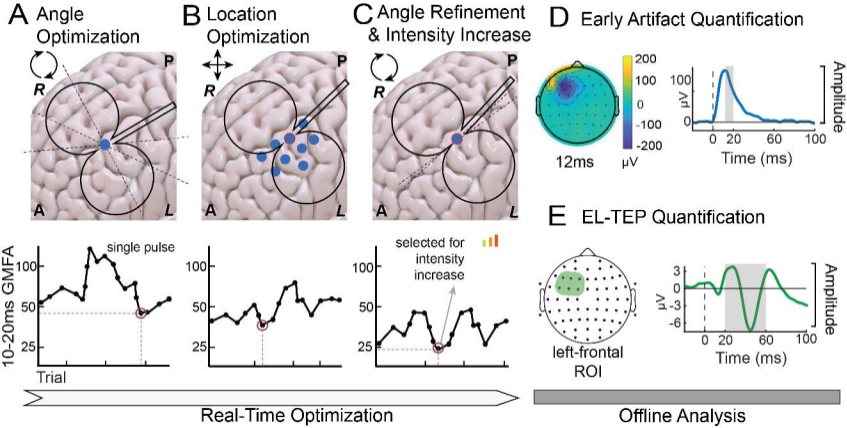 A Angle
Optimization
R
P
A
L
B Location
Optimization
R
P
A
L
C Angle Refinement
& Intensity Increase
R
P
A
L
D Early Artifact Quantification
200
100
0
-100
-200
µV
12ms
100
µV
0
0 20 60 100
Time (ms)
Amplitude
10-20ms GMFA
100
50
25
single pulse
Trial
100
50
25
100
50
25
selected for
intensity
increase
E EL-TEP Quantification
left-frontal
ROI
3
0
-3
-6
µV
0 20 60 100
Time (ms)
Amplitude
Real-Time Optimization
Offline Analysis